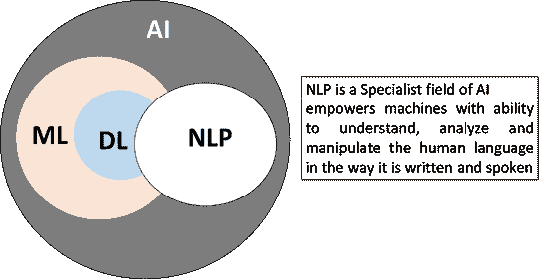 AI
ML
DL
NLP
NLP is a Specialist field of AI
empowers machines with ability
to understand, analyze and
manipulate the human language
in the way it is written and spoken